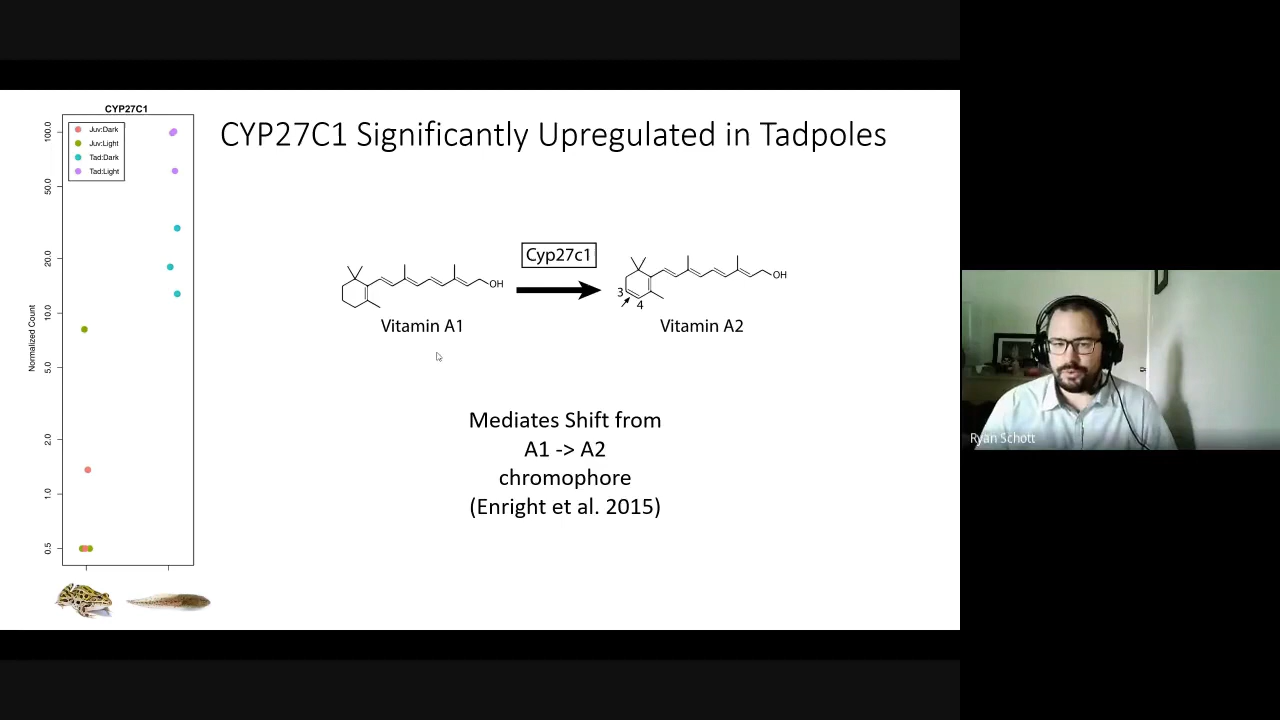 CYP27C1
CYP27C1 Significantly Upregulated in Tadpoles
Juv:Dark
Juv:Light
Tad:Dark
Tad:Light
100.0
50.0
20.0
10.0
5.0
2.0
1.0
0.5
Normalized Count
OH
Cyp27c1
3
4
OH
Vitamin A1
Vitamin A2
Mediates Shift from
A1 -> A2
chromophore
(Enright et al. 2015)
Ryan Schott